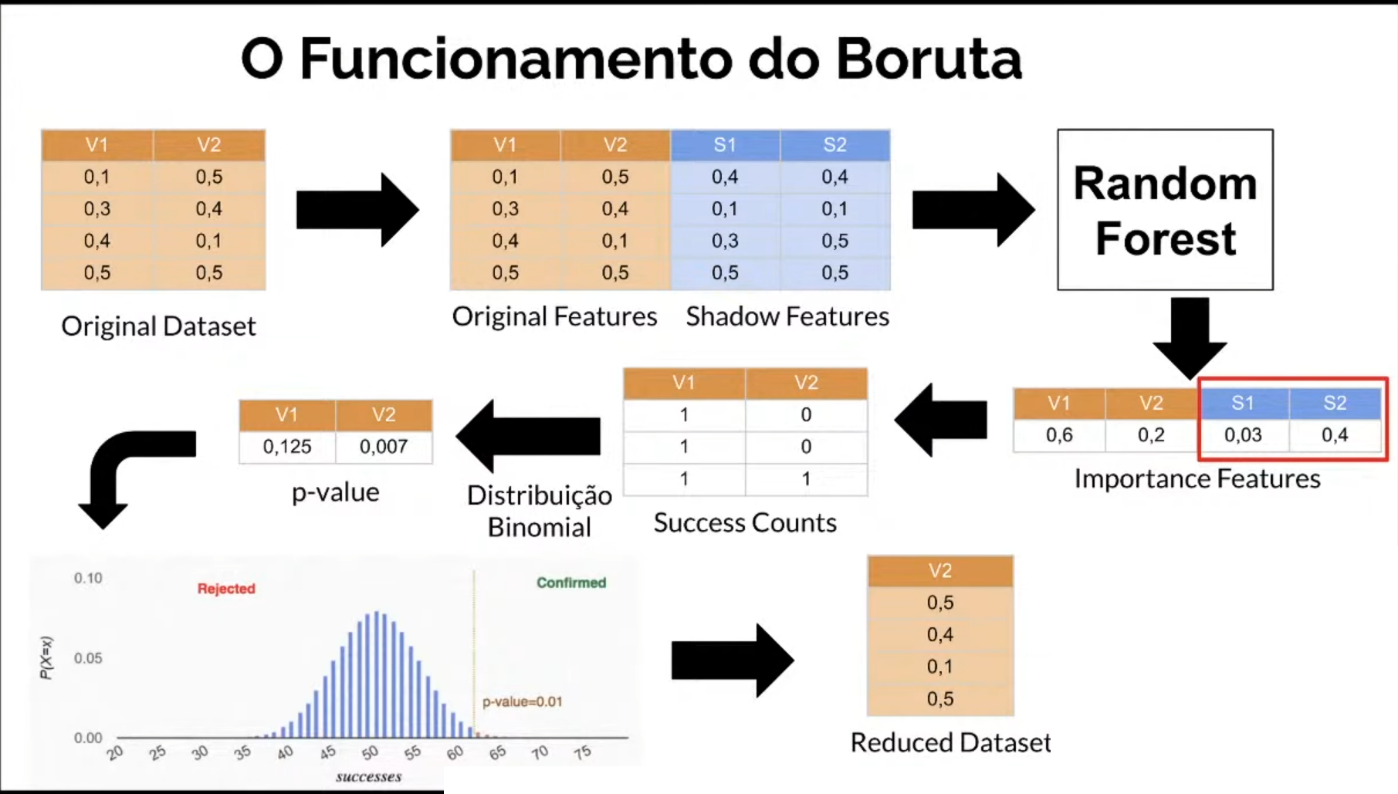 O Funcionamento do Boruta
V1 V2
0,1 0,5
0,3 0,4
0,4 0,1
0,5 0,5
Original Dataset
V1 V2 S1 S2
0,1 0,5 0,4 0,4
0,3 0,4 0,1 0,1
0,4 0,1 0,3 0,5
0,5 0,5 0,5 0,5
Original Features Shadow Features
Random
Forest
V1 V2 S1 S2
0,6 0,2 0,03 0,4
Importance Features
V1 V2
1 0
1 0
1 1
Success Counts
Distribuição
Binomial
V1 V2
0,125 0,007
p-value
0.10
0.05
0.00
P(X=x)
Rejected
Confirmed
p-value=0.01
20 25 30 35 40 45 50 55 60 65 70 75
successes
V2
0,5
0,4
0,1
0,5
Reduced Dataset